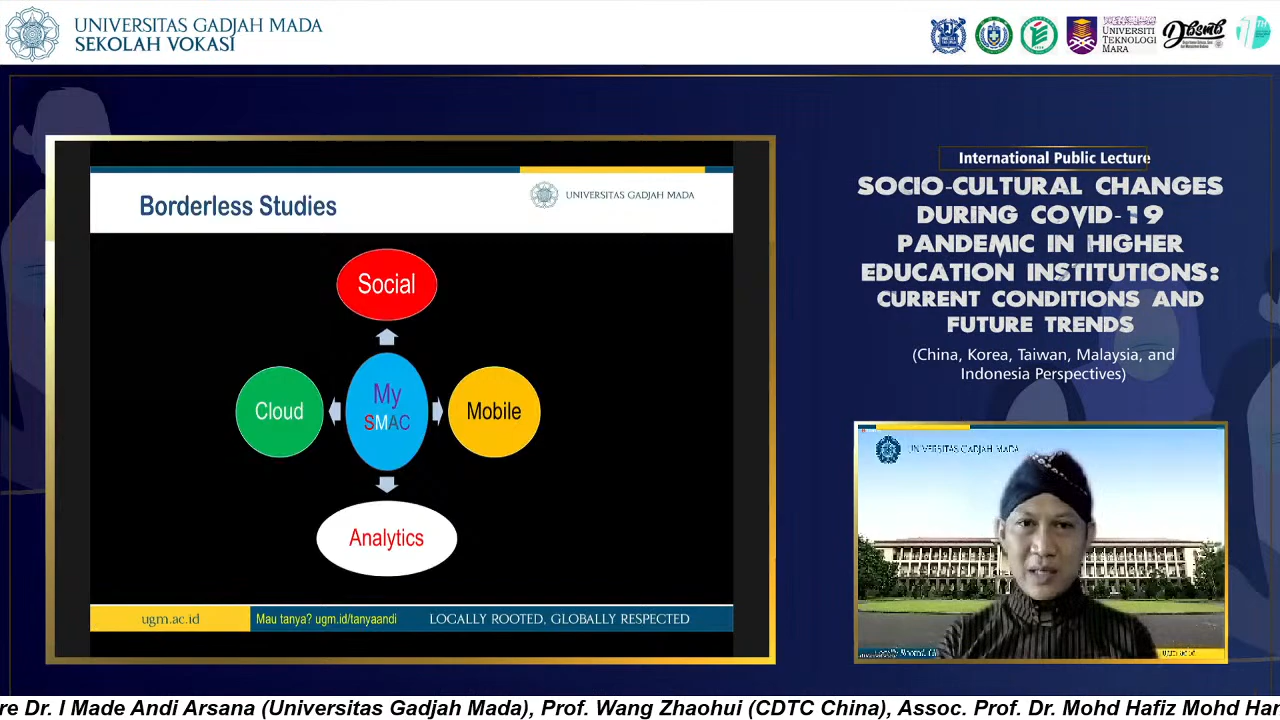 UNIVERSITAS GADJAH MADA
SEKOLAH VOKASI
UNIVERSITI
TEKNOLOGI
MARA
Dbsmb
Borderless Studies
UNIVERSITAS GADJAH MADA
Social
Cloud
My
SMAC
Mobile
Analytics
ugm.ac.id
Mau tanya? ugm.id/tanyaandi
LOCALLY ROOTED, GLOBALLY RESPECTED
International Public Lecture
SOCIO-CULTURAL CHANGES
DURING COVID-19
PANDEMIC IN HIGHER
EDUCATION INSTITUTIONS:
CURRENT CONDITIONS AND
FUTURE TRENDS
(China, Korea, Taiwan, Malaysia, and
Indonesia Perspectives)
UNIVERSITAS GADJAH MADA
re Dr. I Made Andi Arsana (Universitas Gadjah Mada), Prof. Wang Zhaohui (CDTC China), Assoc. Prof. Dr. Mohd Hafiz Mohd Har